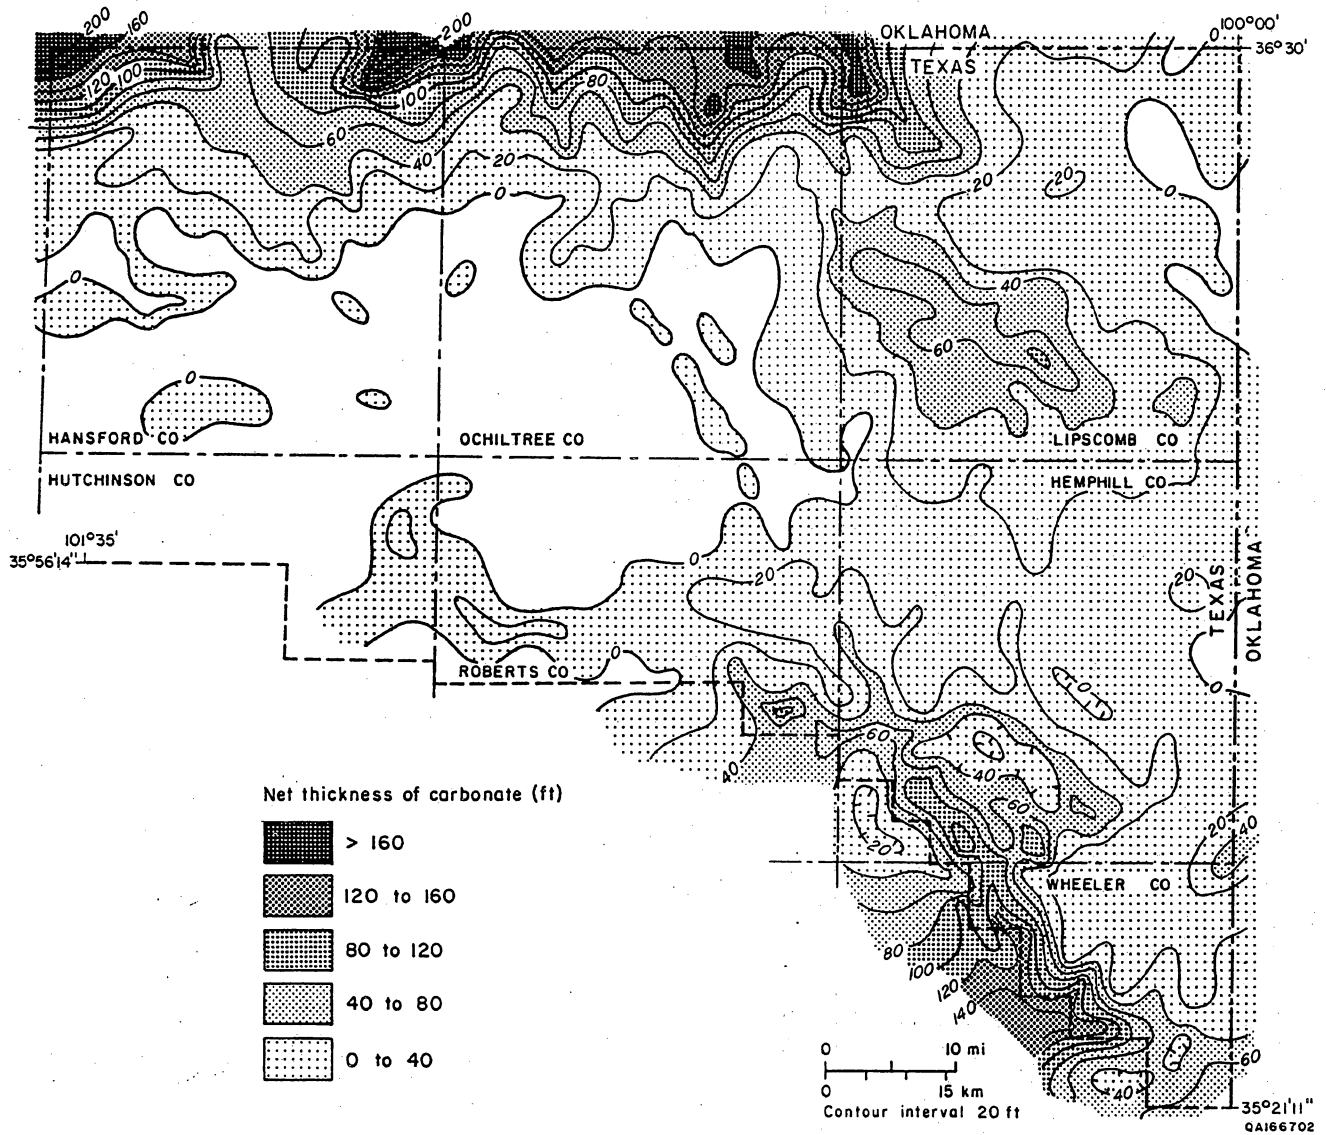 200
160
200
OKLAHOMA
TEXAS
0
100°00'
36°30'
120
100
100
80
60
40
20
0
20
20
0
0
40
60
0
HANSFORD CO
OCHILTREE CO
LIPSCOMB CO
HUTCHINSON CO
HEMPHILL CO
101°35'
35°56'14"
0
20
20
TEXAS
OKLAHOMA
ROBERTS CO
0
0
0
60
40
40
60
20
20
40
WHEELER CO
80
100
120
140
60
40
35°21'11"
QA166702
Net thickness of carbonate (ft)
> 160
120 to 160
80 to 120
40 to 80
0 to 40
0 10 mi
0 15 km
Contour interval 20 ft